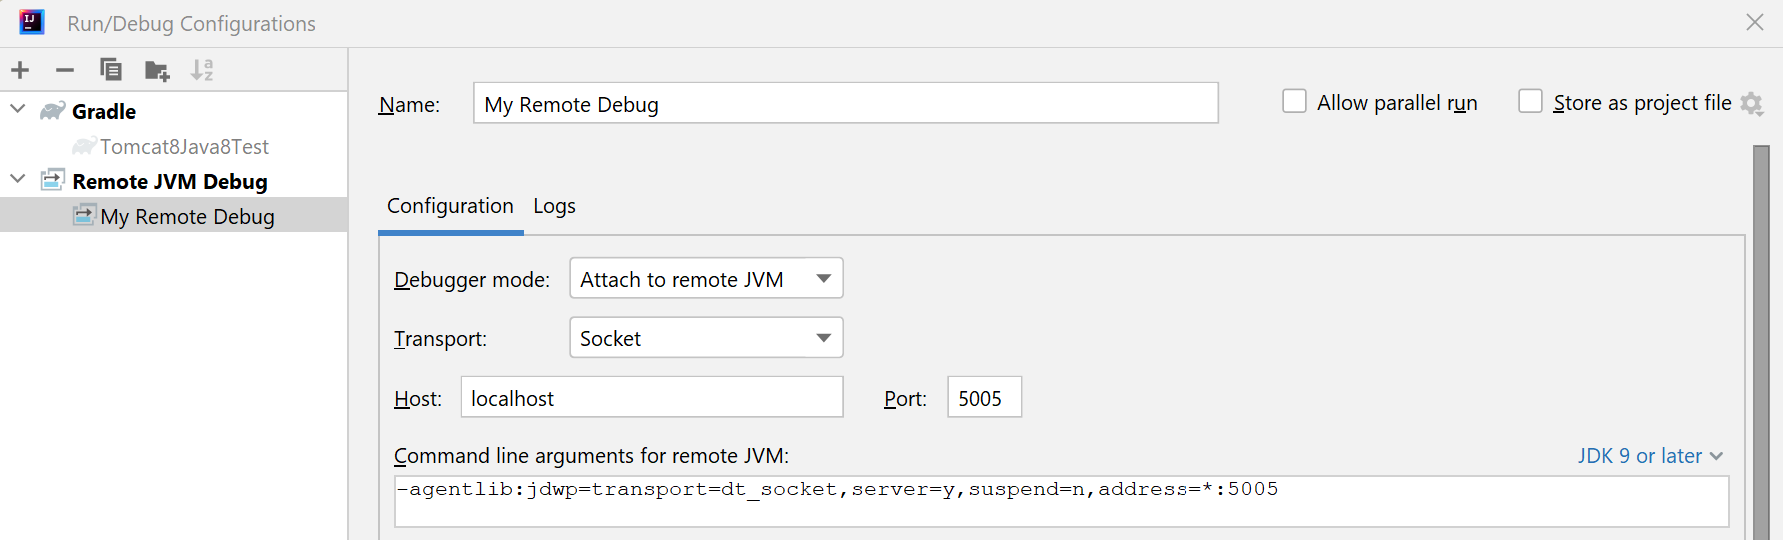 Run/Debug Configurations
Gradle
Tomcat8Java8Test
Remote JVM Debug
My Remote Debug
Name: My Remote Debug
Allow parallel run
Store as project file
Configuration Logs
Debugger mode: Attach to remote JVM
Transport: Socket
Host: localhost Port: 5005
Command line arguments for remote JVM: JDK 9 or later
-agentlib:jdwp=transport=dt_socket,server=y,suspend=n,address=*:5005